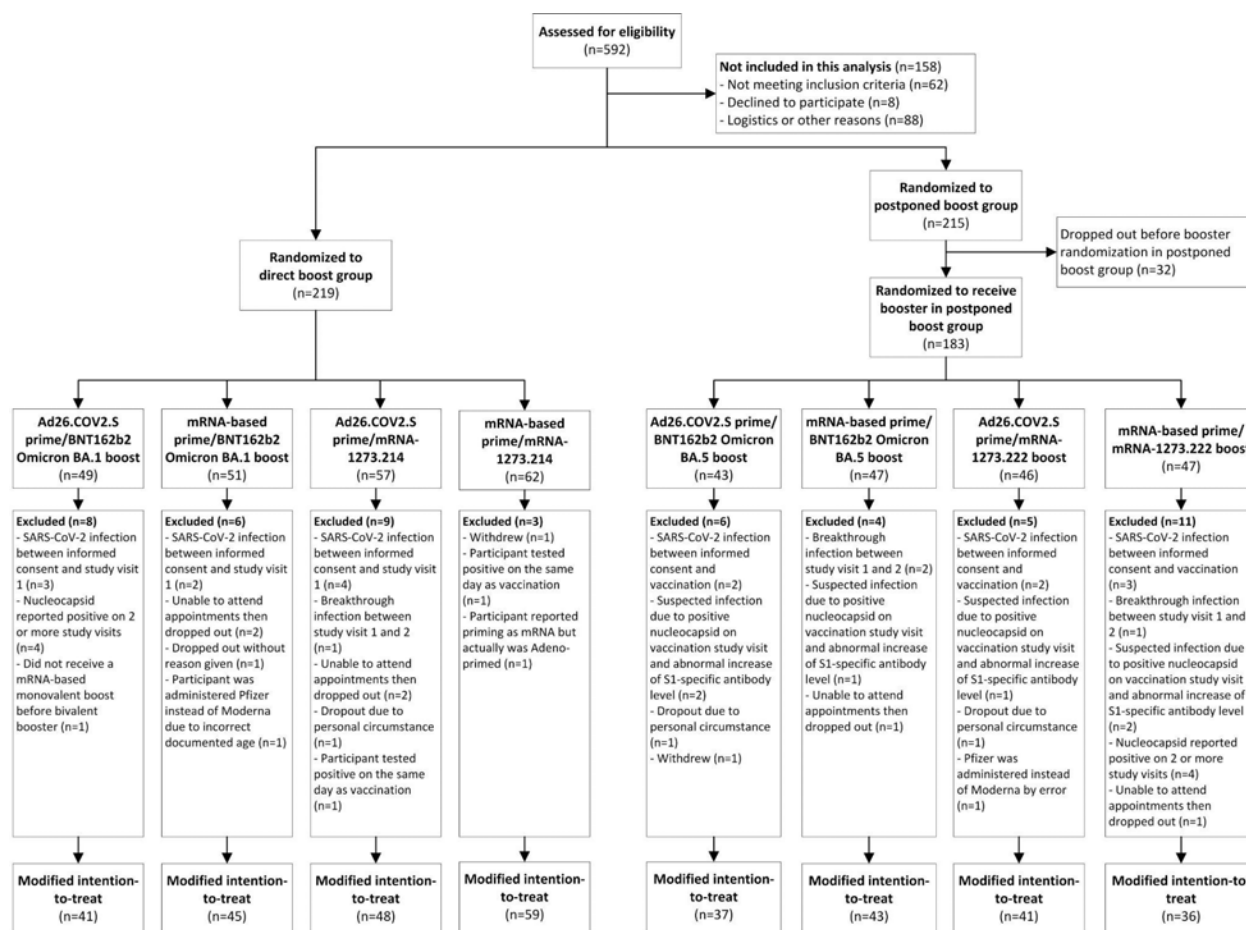 Assessed for eligibility
(n=592)
Not included in this analysis (n=158)
- Not meeting inclusion criteria (n=62)
- Declined to participate (n=8)
- Logistics or other reasons (n=88)
Randomized to
postponed boost group
(n=215)
Dropped out before booster
randomization in postponed
boost group (n=32)
Randomized to
direct boost group
(n=219)
Randomized to receive
booster in postponed
boost group
(n=183)
Ad26.COV2.S
prime/BNT162b2
Omicron BA.1 boost
(n=49)
mRNA-based
prime/BNT162b2
Omicron BA.1 boost
(n=51)
Ad26.COV2.S
prime/mRNA-
1273.214
(n=57)
mRNA-based
prime/mRNA-
1273.214
(n=62)
Ad26.COV2.S prime/
BNT162b2 Omicron
BA.5 boost
(n=43)
mRNA-based prime/
BNT162b2 Omicron
BA.5 boost
(n=47)
Ad26.COV2.S
prime/mRNA-
1273.222 boost
(n=46)
mRNA-based prime/
mRNA-1273.222 boost
(n=47)
Excluded (n=8)
- SARS-CoV-2 infection
between informed
consent and study visit
1 (n=3)
- Nucleocapsid
reported positive on 2
or more study visits
(n=4)
- Did not receive a
mRNA-based
monovalent boost
before bivalent
booster (n=1)
Excluded (n=6)
- SARS-CoV-2 infection
between informed
consent and study visit
1 (n=2)
- Unable to attend
appointments then
dropped out (n=2)
- Dropped out without
reason given (n=1)
- Participant was
administered Pfizer
instead of Moderna
due to incorrect
documented age (n=1)
Excluded (n=9)
- SARS-CoV-2 infection
between informed
consent and study visit
1 (n=4)
- Breakthrough
infection between
study visit 1 and 2
(n=1)
- Unable to attend
appointments then
dropped out (n=2)
- Dropout due to
personal circumstance
(n=1)
- Participant tested
positive on the same
day as vaccination
(n=1)
Excluded (n=3)
- Withdrew (n=1)
- Participant tested
positive on the same
day as vaccination
(n=1)
- Participant reported
priming as mRNA but
actually was Adeno-
primed (n=1)
Excluded (n=6)
- SARS-CoV-2 infection
between informed
consent and
vaccination (n=2)
- Suspected infection
due to positive
nucleocapsid on
vaccination study visit
and abnormal increase
of S1-specific antibody
level (n=2)
- Dropout due to
personal circumstance
(n=1)
- Withdrew (n=1)
Excluded (n=4)
- Breakthrough
infection between
study visit 1 and 2 (n=2)
- Suspected infection
due to positive
nucleocapsid on
vaccination study visit
and abnormal increase
of S1-specific antibody
level (n=1)
- Unable to attend
appointments then
dropped out (n=1)
Excluded (n=5)
- SARS-CoV-2 infection
between informed
consent and
vaccination (n=2)
- Suspected infection
due to positive
nucleocapsid on
vaccination study visit
and abnormal increase
of S1-specific antibody
level (n=1)
- Dropout due to
personal circumstance
(n=1)
- Pfizer was
administered instead
of Moderna by error
(n=1)
Excluded (n=11)
- SARS-CoV-2 infection
between informed
consent and vaccination
(n=3)
- Breakthrough infection
between study visit 1 and
2 (n=1)
- Suspected infection due
to positive nucleocapsid
on vaccination study visit
and abnormal increase of
S1-specific antibody level
(n=2)
- Nucleocapsid reported
positive on 2 or more
study visits (n=4)
- Unable to attend
appointments then
dropped out (n=1)
Modified intention-
to-treat
(n=41)
Modified intention-
to-treat
(n=45)
Modified intention-
to-treat
(n=48)
Modified intention-
to-treat
(n=59)
Modified intention-
to-treat
(n=37)
Modified intention-
to-treat
(n=43)
Modified intention-
to-treat
(n=41)
Modified intention-to
treat
(n=36)